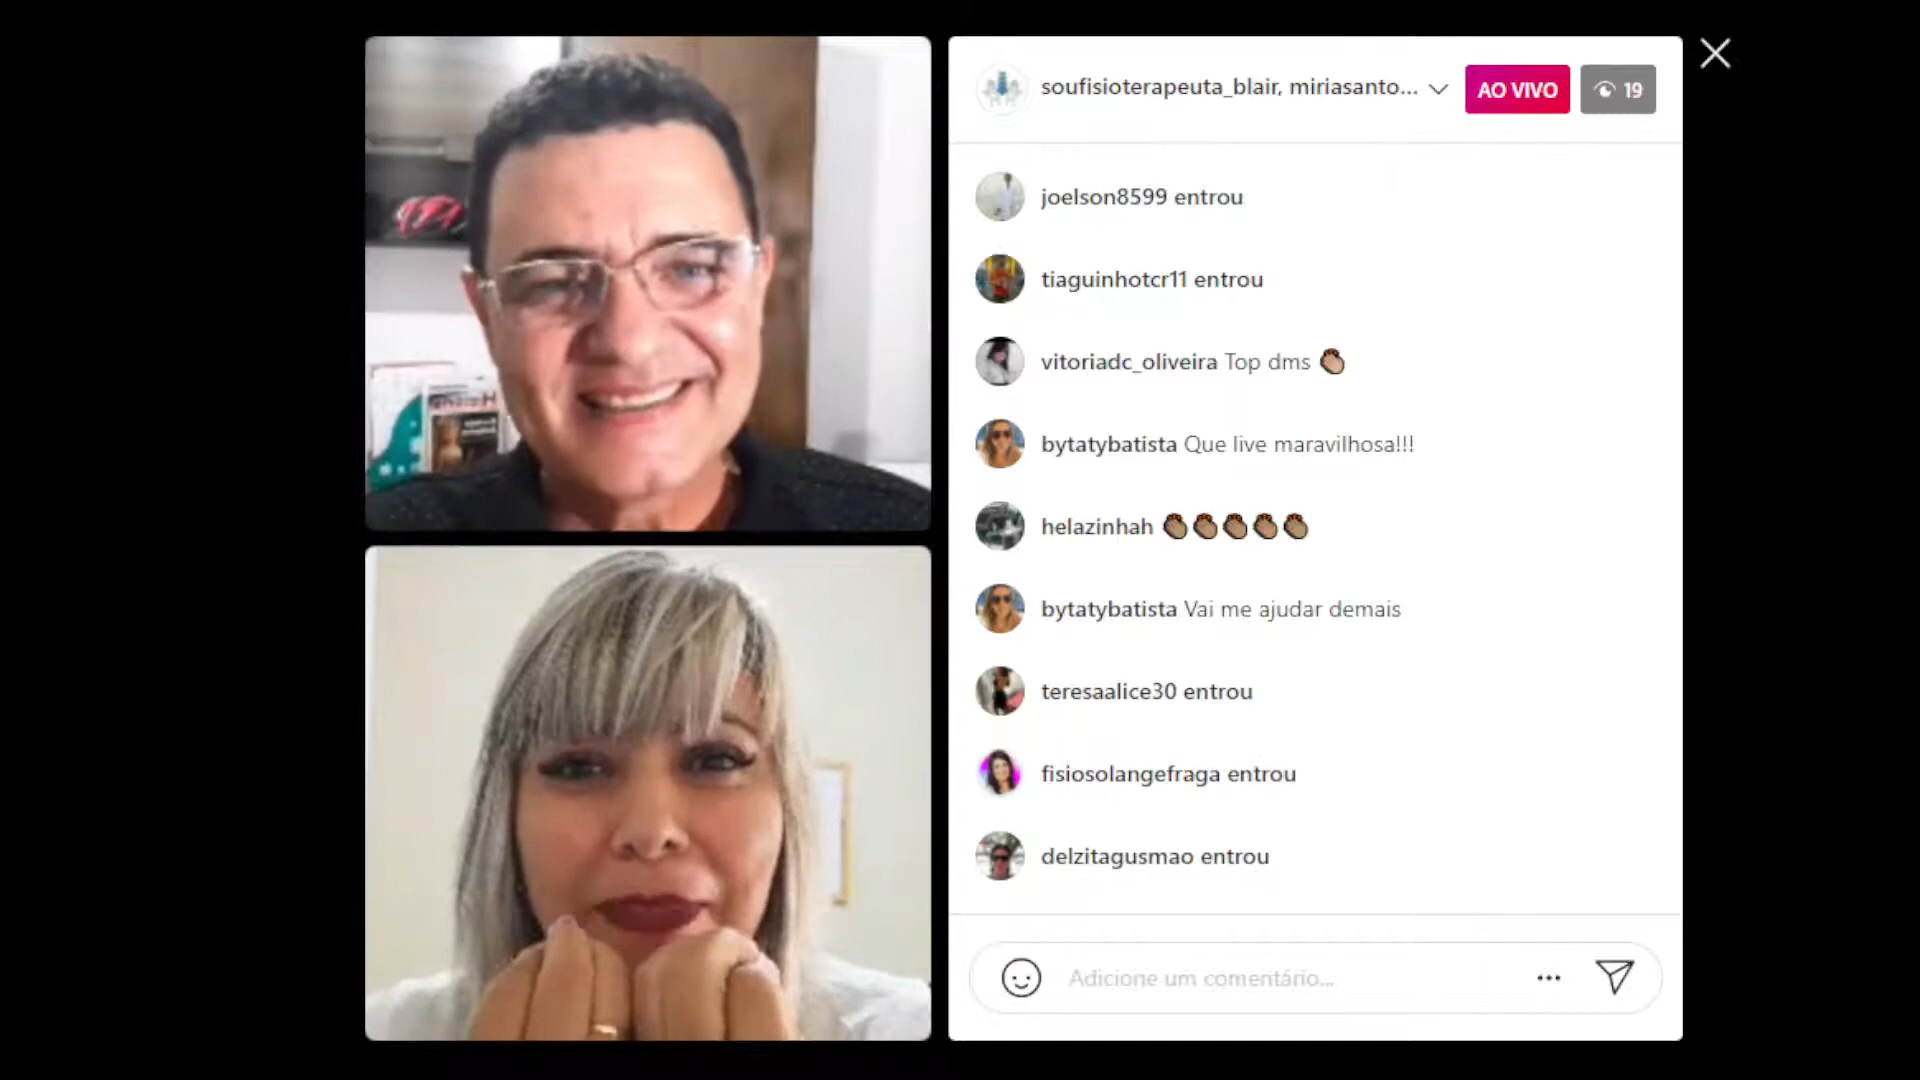 soufisioterapeuta_blair, miriasanto...
AO VIVO
19
joelson8599 entrou
tiaguinhotcr11 entrou
vitoriadc_oliveira Top dms 👏🏽
bytatybatista Que live maravilhosa!!!
helazinhah 👏🏽👏🏽👏🏽👏🏽👏🏽
bytatybatista Vai me ajudar demais
teresaalice30 entrou
fisiosolangefraga entrou
delzitagusmao entrou
Adicione um comentário...